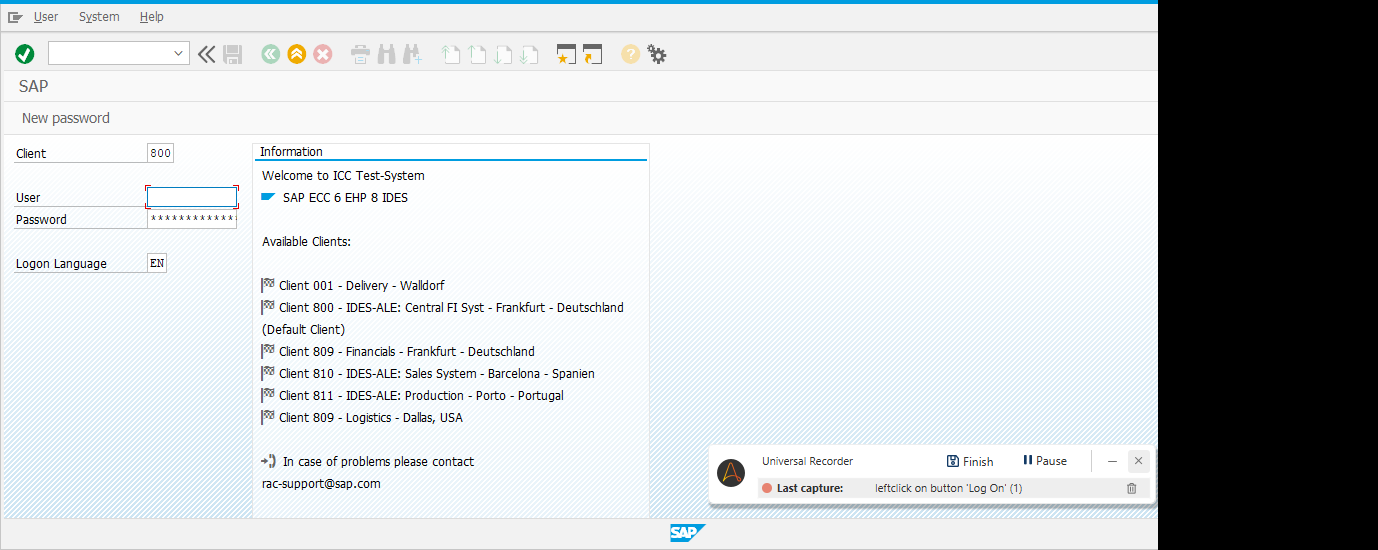 User System Help
SAP
New password
Client 800
User
Password *************
Logon Language EN
Information
Welcome to ICC Test-System
SAP ECC 6 EHP 8 IDES
Available Clients:
Client 001 - Delivery - Walldorf
Client 800 - IDES-ALE: Central FI Syst - Frankfurt - Deutschland
(Default Client)
Client 809 - Financials - Frankfurt - Deutschland
Client 810 - IDES-ALE: Sales System - Barcelona - Spanien
Client 811 - IDES-ALE: Production - Porto - Portugal
Client 809 - Logistics - Dallas, USA
In case of problems please contact
rac-support@sap.com
Universal Recorder Finish Pause
Last capture: leftclick on button 'Log On' (1)
SAP